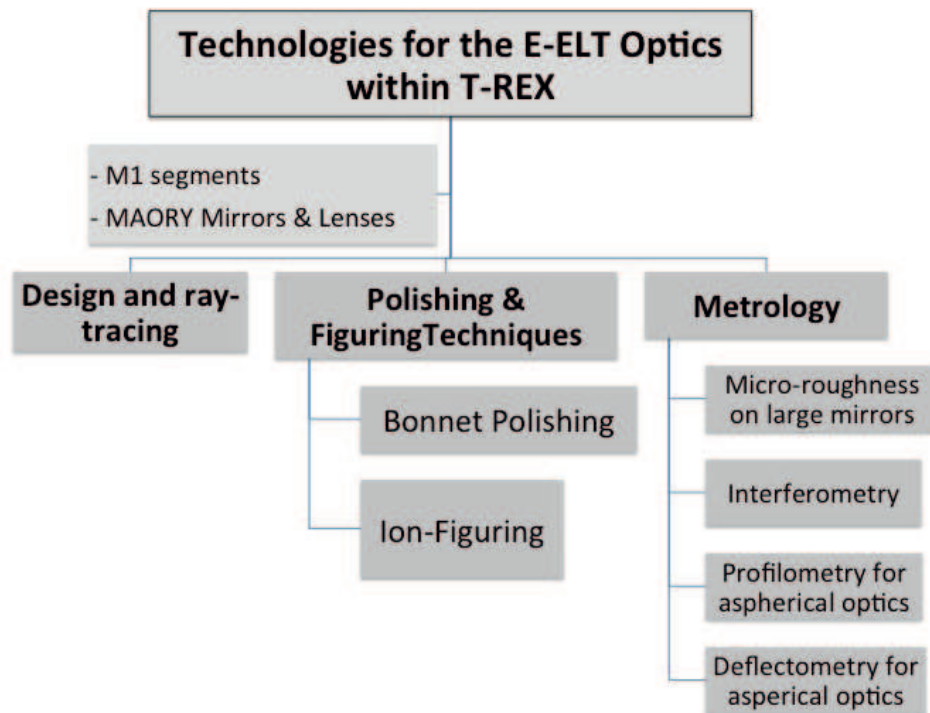 Technologies for the E-ELT Optics
within T-REX
- M1 segments
- MAORY Mirrors & Lenses
Design and ray-
tracing
Polishing &
FiguringTechniques
Bonnet Polishing
Ion-Figuring
Metrology
Micro-roughness
on large mirrors
Interferometry
Profilometry for
aspherical optics
Deflectometry for
asperical optics